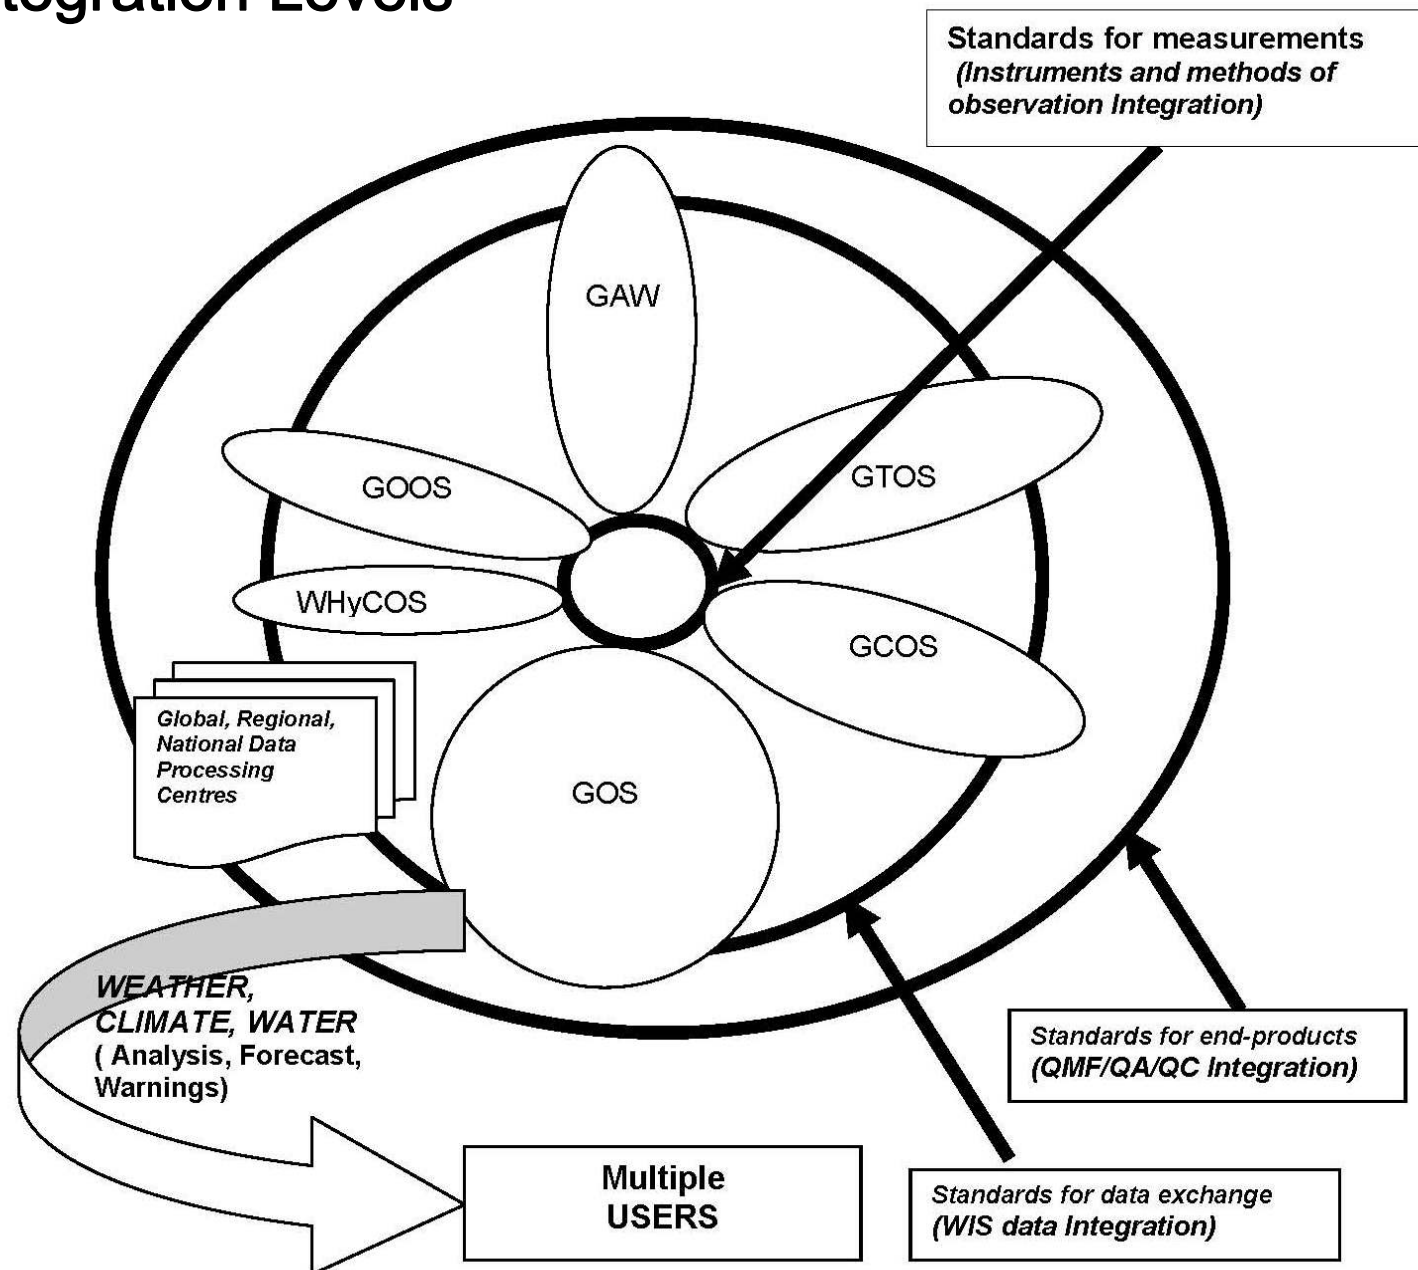 tegration Levels
Standards for measurements
(Instruments and methods of
observation Integration)
GAW
GTOS
GOOS
WHyCOS
GCOS
Global, Regional,
National Data
Processing
Centres
GOS
WEATHER,
CLIMATE, WATER
( Analysis, Forecast,
Warnings)
Standards for end-products
(QMF/QA/QC Integration)
Multiple
USERS
Standards for data exchange
(WIS data Integration)